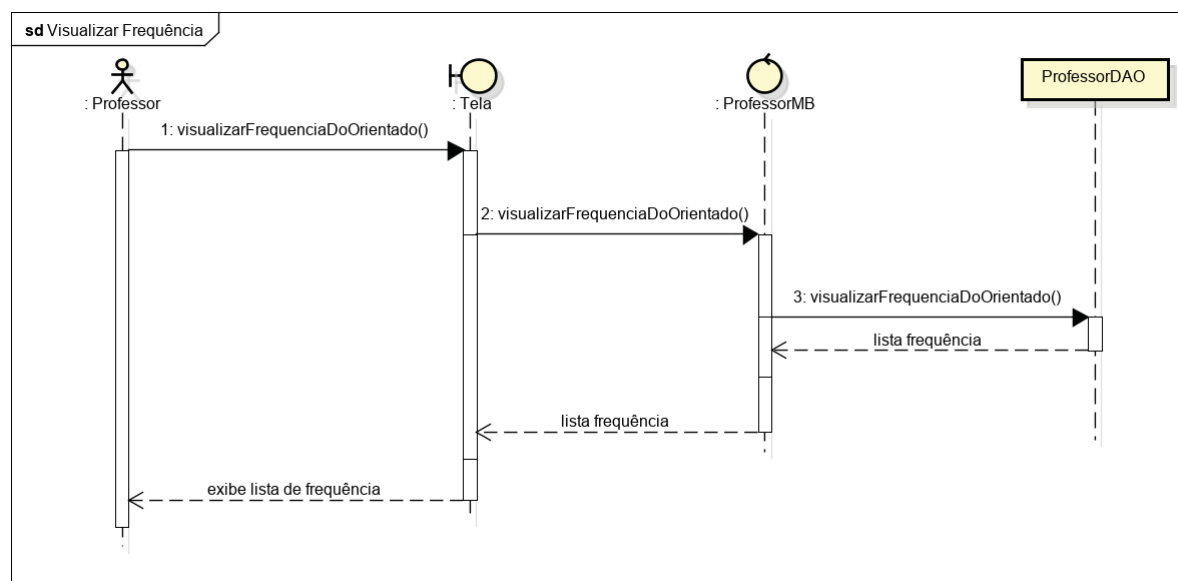 sd Visualizar Frequência
: Professor
: Tela
: ProfessorMB
ProfessorDAO
1: visualizarFrequenciaDoOrientado()
2: visualizarFrequenciaDoOrientado()
3: visualizarFrequenciaDoOrientado()
lista frequência
lista frequência
exibe lista de frequência